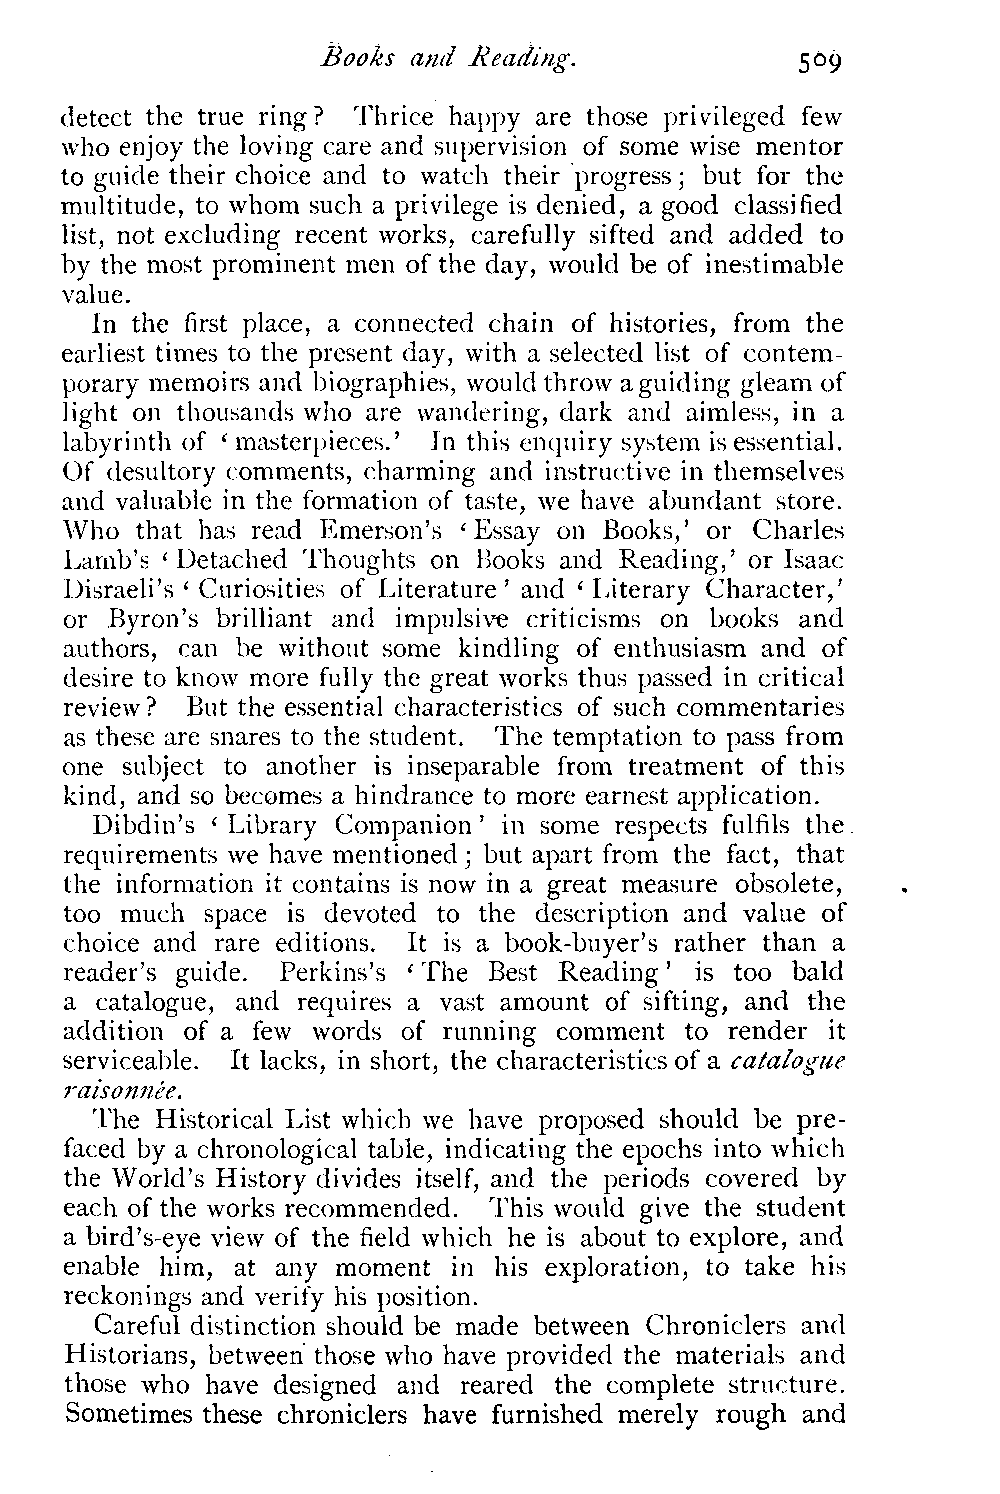 Books and Reading. 509
detect the true ring? Thrice happy are those privileged few
who enjoy the loving care and supervision of some wise mentor
to guide their choice and to watch their progress; but for the
multitude, to whom such a privilege is denied, a good classified
list, not excluding recent works, carefully sifted and added to
by the most prominent men of the day, would be of inestimable
value.
In the first place, a connected chain of histories, from the
earliest times to the present day, with a selected list of contem-
porary memoirs and biographies, would throw a guiding gleam of
light on thousands who are wandering, dark and aimless, in a
labyrinth of ‘masterpieces.’ In this enquiry system is essential.
Of desultory comments, charming and instructive in themselves
and valuable in the formation of taste, we have abundant store.
Who that has read Emerson's ‘Essay on Books,’ or Charles
Lamb's ‘Detached Thoughts on Books and Reading,’ or Isaac
Disraeli's ‘Curiosities of Literature’ and ‘Literary Character,’
or Byron's brilliant and impulsive criticisms on books and
authors, can be without some kindling of enthusiasm and of
desire to know more fully the great works thus passed in critical
review? But the essential characteristics of such commentaries
as these are snares to the student. The temptation to pass from
one subject to another is inseparable from treatment of this
kind, and so becomes a hindrance to more earnest application.
Dibdin's ‘Library Companion’ in some respects fulfils the
requirements we have mentioned; but apart from the fact, that
the information it contains is now in a great measure obsolete,
too much space is devoted to the description and value of
choice and rare editions. It is a book-buyer's rather than a
reader's guide. Perkins's ‘The Best Reading’ is too bald
a catalogue, and requires a vast amount of sifting, and the
addition of a few words of running comment to render it
serviceable. It lacks, in short, the characteristics of a catalogue
raisonnée.
The Historical List which we have proposed should be pre-
faced by a chronological table, indicating the epochs into which
the World's History divides itself, and the periods covered by
each of the works recommended. This would give the student
a bird's-eye view of the field which he is about to explore, and
enable him, at any moment in his exploration, to take his
reckonings and verify his position.
Careful distinction should be made between Chroniclers and
Historians, between those who have provided the materials and
those who have designed and reared the complete structure.
Sometimes these chroniclers have furnished merely rough and